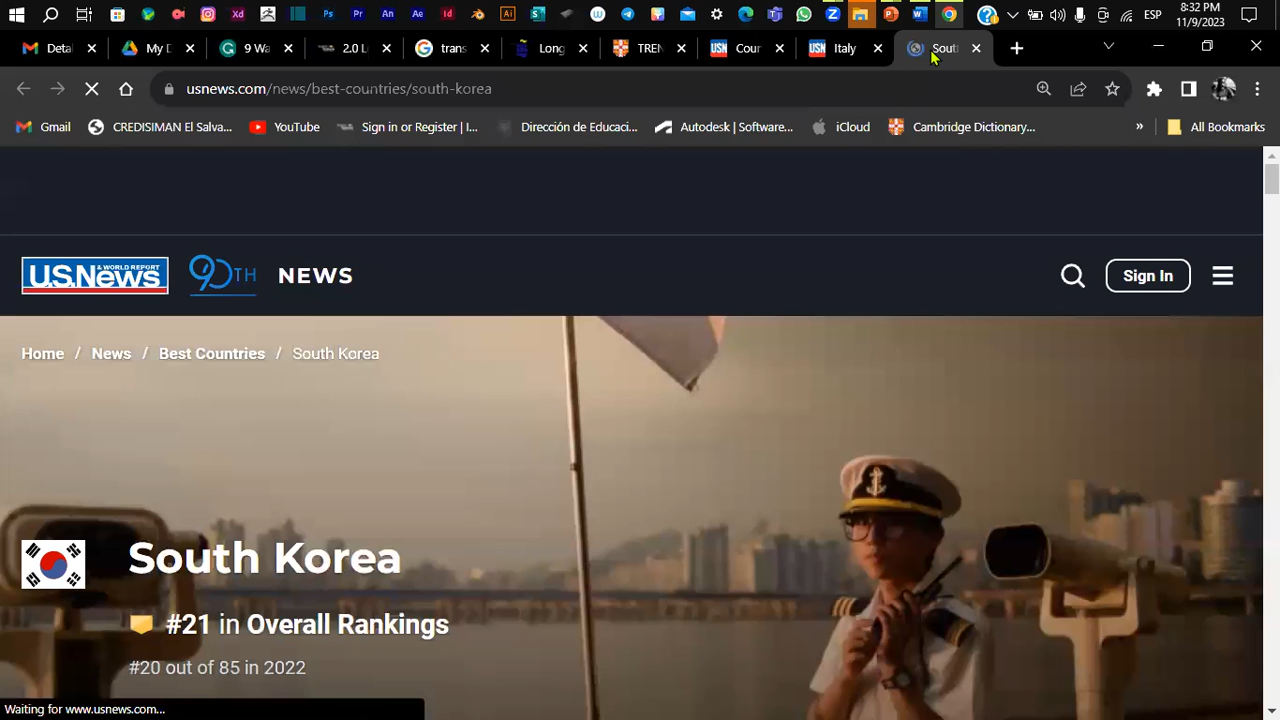 ESP
8:32 PM
11/9/2023
Detai
My D
9 Wa
2.0 L
trans
Long
TREN
Cour
Italy
Sout
usnews.com/news/best-countries/south-korea
Gmail
CREDISIMAN El Salva...
YouTube
Sign in or Register | I...
Dirección de Educaci...
Autodesk | Software...
iCloud
Cambridge Dictionary...
»
All Bookmarks
U.S.News & WORLD REPORT
90TH
NEWS
Sign In
Home / News / Best Countries / South Korea
South Korea
#21 in Overall Rankings
#20 out of 85 in 2022
Waiting for www.usnews.com...